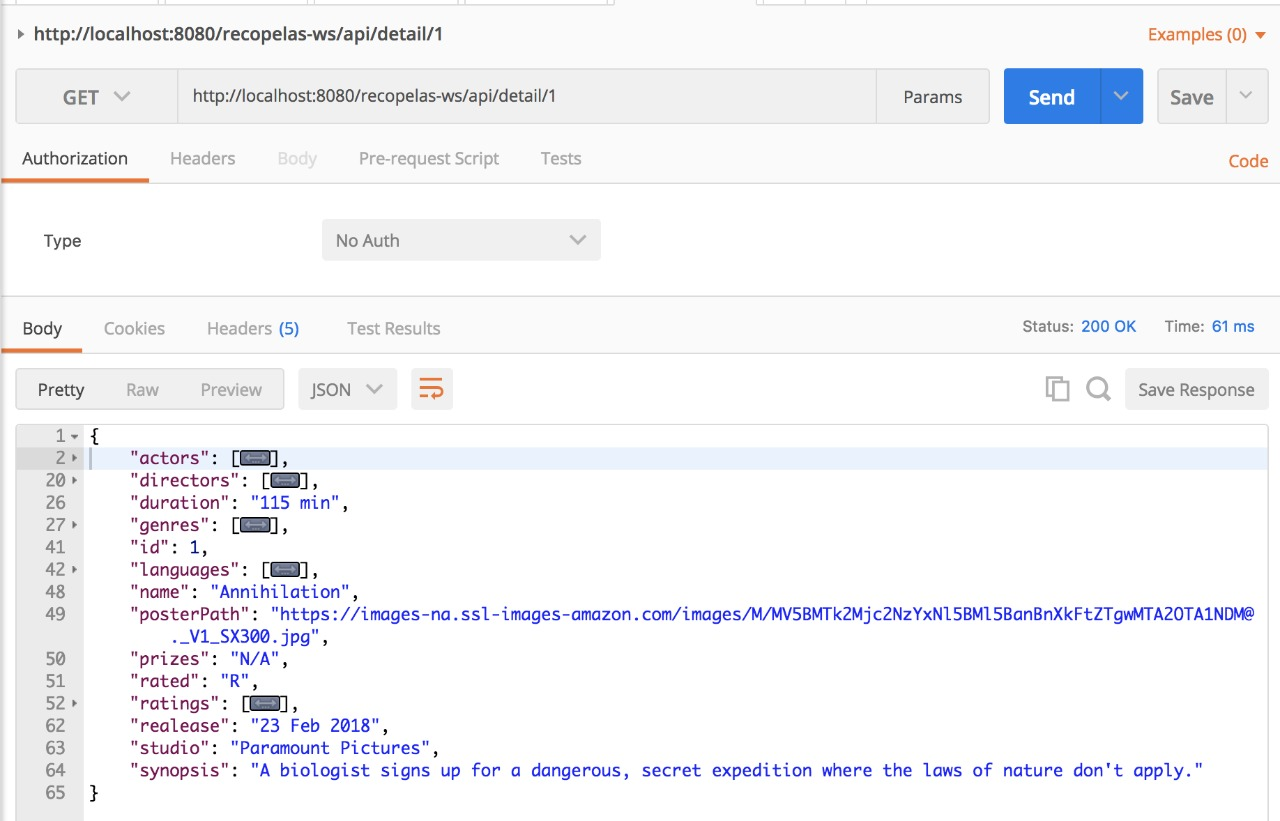 http://localhost:8080/recopelas-ws/api/detail/1 Examples (0)
GET http://localhost:8080/recopelas-ws/api/detail/1 Params Send Save
Authorization Headers Body Pre-request Script Tests Code
Type No Auth
Body Cookies Headers (5) Test Results Status: 200 OK Time: 61 ms
Pretty Raw Preview JSON Save Response
1 {
2 "actors": [],
20 "directors": [],
26 "duration": "115 min",
27 "genres": [],
41 "id": 1,
42 "languages": [],
48 "name": "Annihilation",
49 "posterPath": "https://images-na.ssl-images-amazon.com/images/M/MV5BMTk2Mjc2NzYxNl5BMl5BanBnXkFtZTgwMTA2OTA1NDM@
._V1_SX300.jpg",
50 "prizes": "N/A",
51 "rated": "R",
52 "ratings": [],
62 "realease": "23 Feb 2018",
63 "studio": "Paramount Pictures",
64 "synopsis": "A biologist signs up for a dangerous, secret expedition where the laws of nature don't apply."
65 }